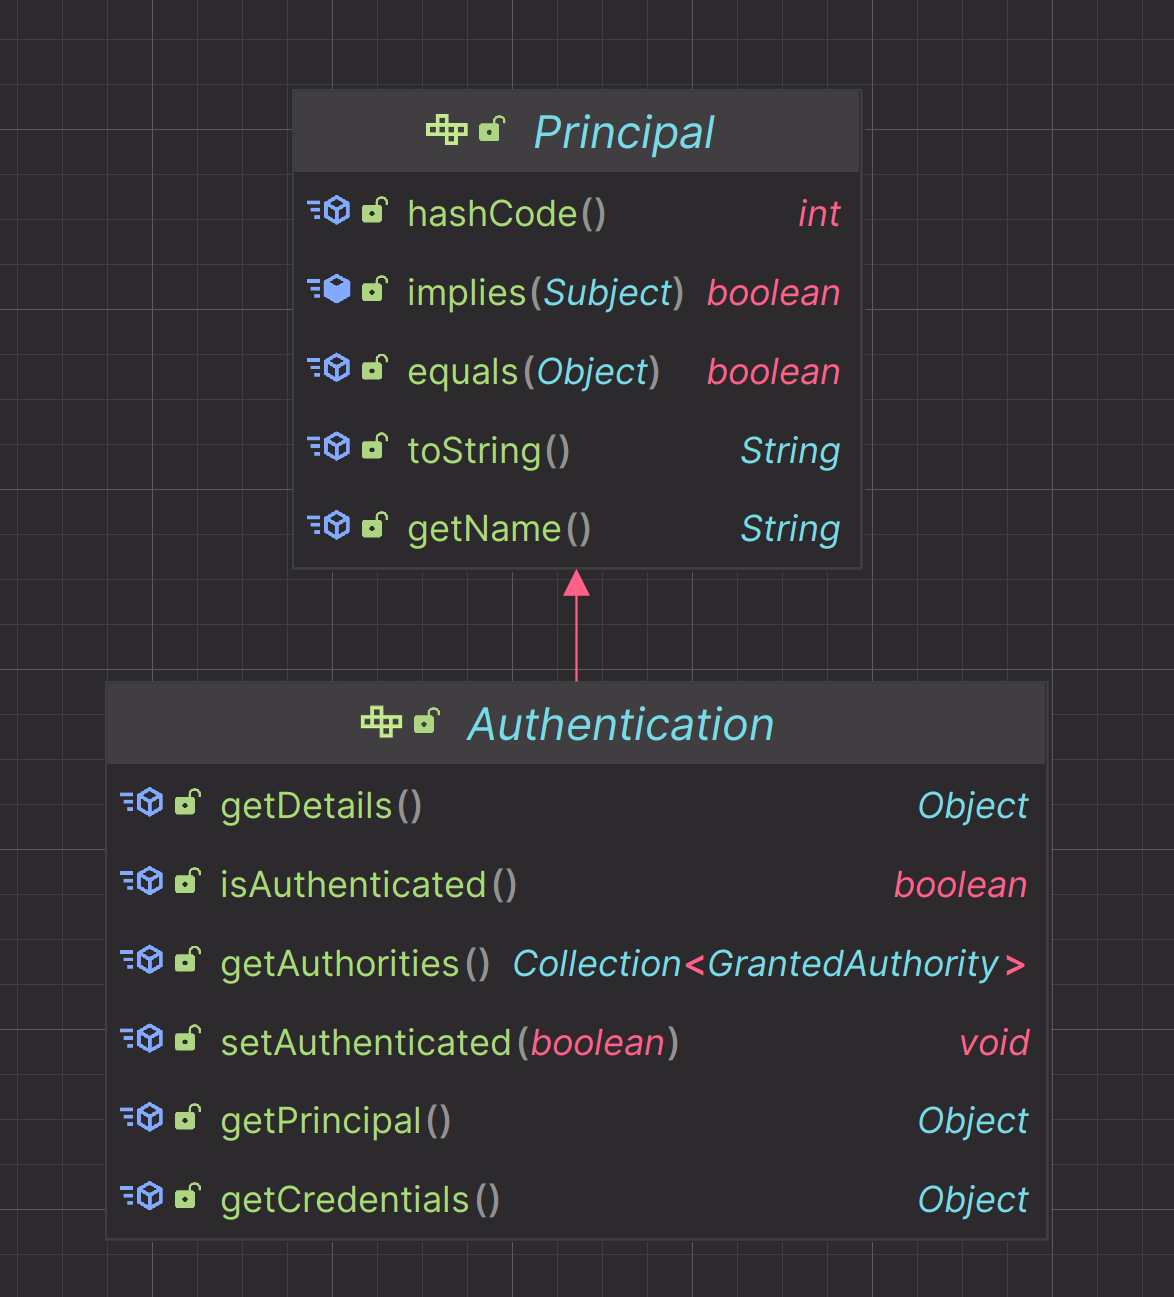 Principal
hashCode() int
implies(Subject) boolean
equals(Object) boolean
toString() String
getName() String
Authentication
getDetails() Object
isAuthenticated() boolean
getAuthorities() Collection<GrantedAuthority>
setAuthenticated(boolean) void
getPrincipal() Object
getCredentials() Object